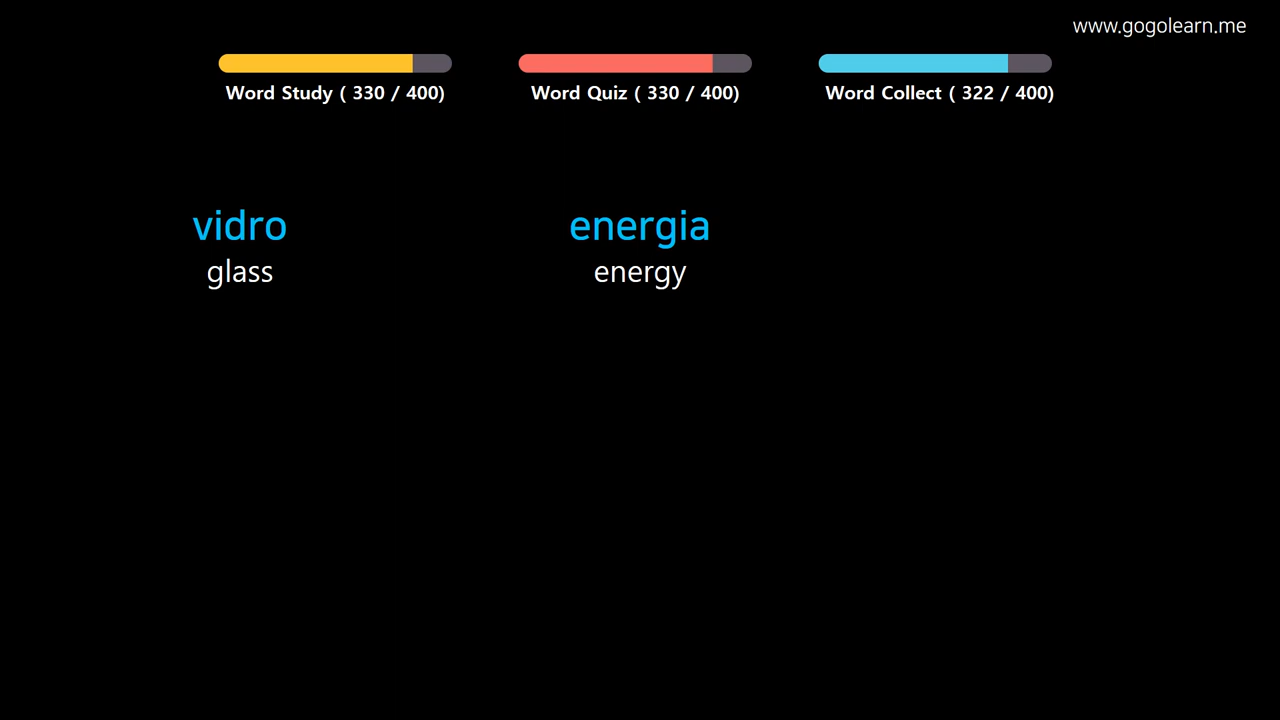 www.gogolearn.me
Word Study ( 330 / 400)
Word Quiz ( 330 / 400)
Word Collect ( 322 / 400)
vidro
glass
energia
energy